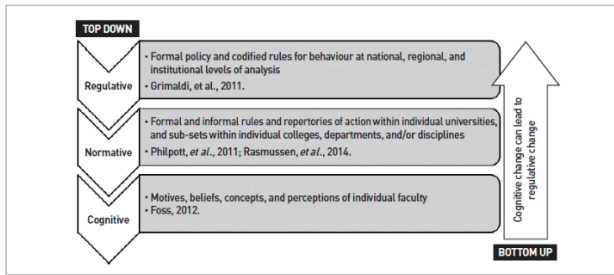 TOP DOWN
Regulative
• Formal policy and codified rules for behaviour at national, regional, and
institutional levels of analysis
• Grimaldi, et al., 2011.
Normative
• Formal and informal rules and repertories of action within individual universities,
and sub-sets within individual colleges, departments, and/or disciplines
• Philpott, et al., 2011; Rasmussen, et al., 2014.
Cognitive
• Motives, beliefs, concepts, and perceptions of individual faculty
• Foss, 2012.
Cognitive change can lead to
regulative change
BOTTOM UP